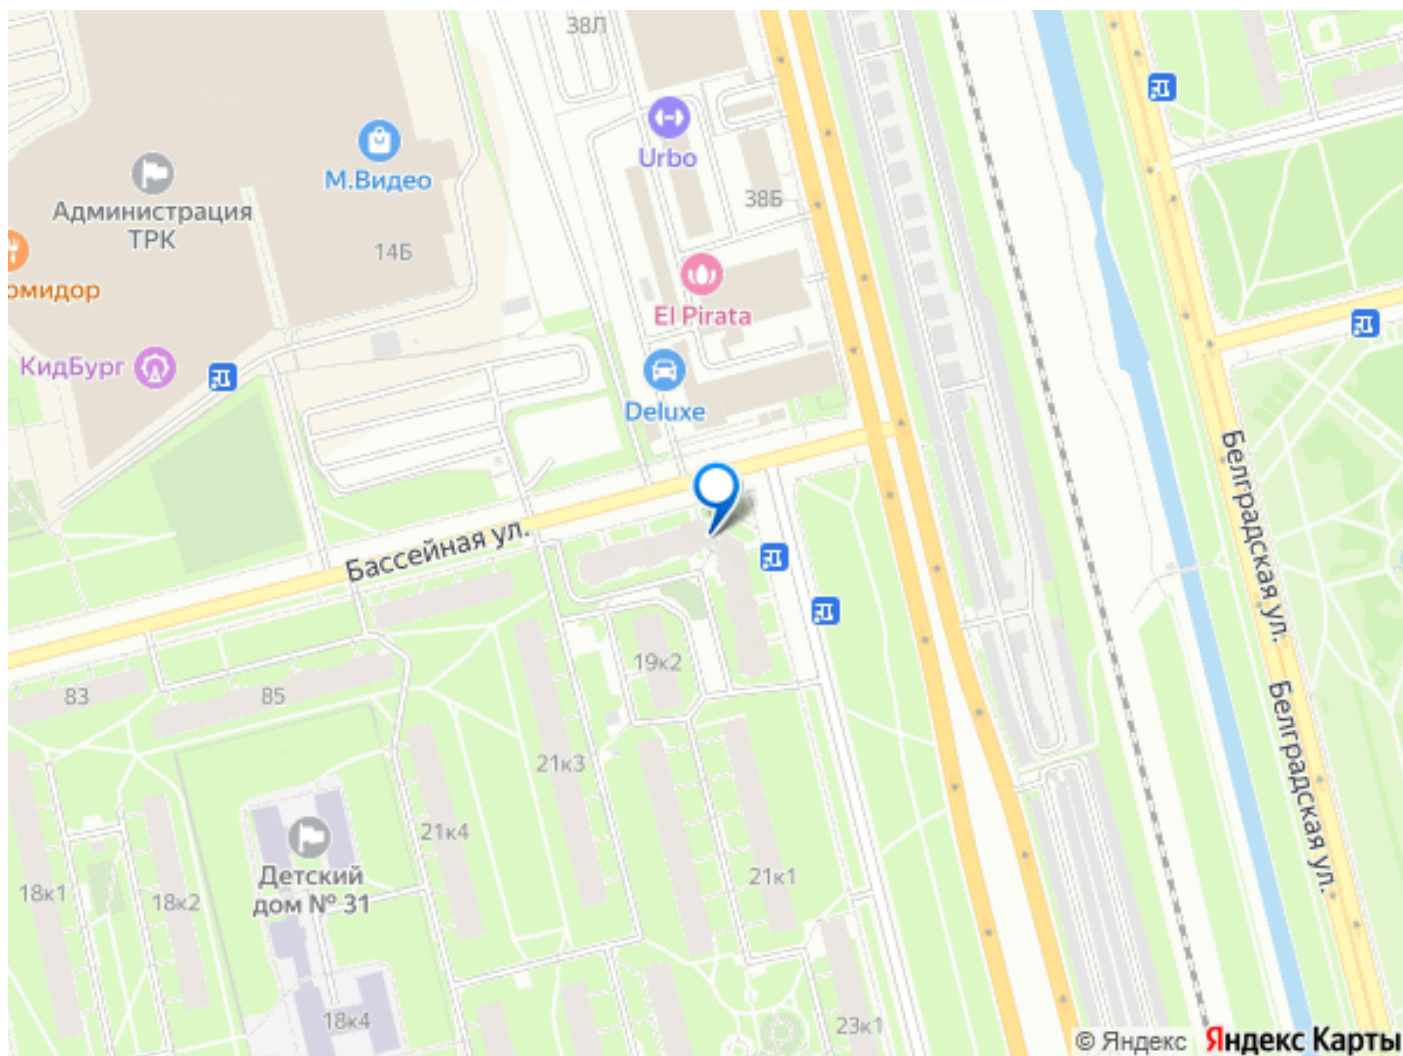 38Л
Urbo
М.Видео
Администрация
ТРК
38Б
14Б
омидор
El Pirata
КидБург
Deluxe
Бассейная ул.
Белградская ул.
19к2
83
85
21к3
Белградская ул.
21к4
Детский
дом № 31
18к1
18к2
21к1
18к4
23к1
© Яндекс Яндекс Карты